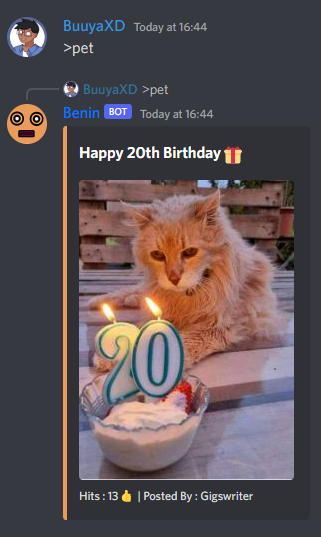 BuuyaXD Today at 16:44
>pet
BuuyaXD >pet
Benin BOT Today at 16:44
Happy 20th Birthday 🎁
20
Hits : 13 👍 | Posted By : Gigswriter